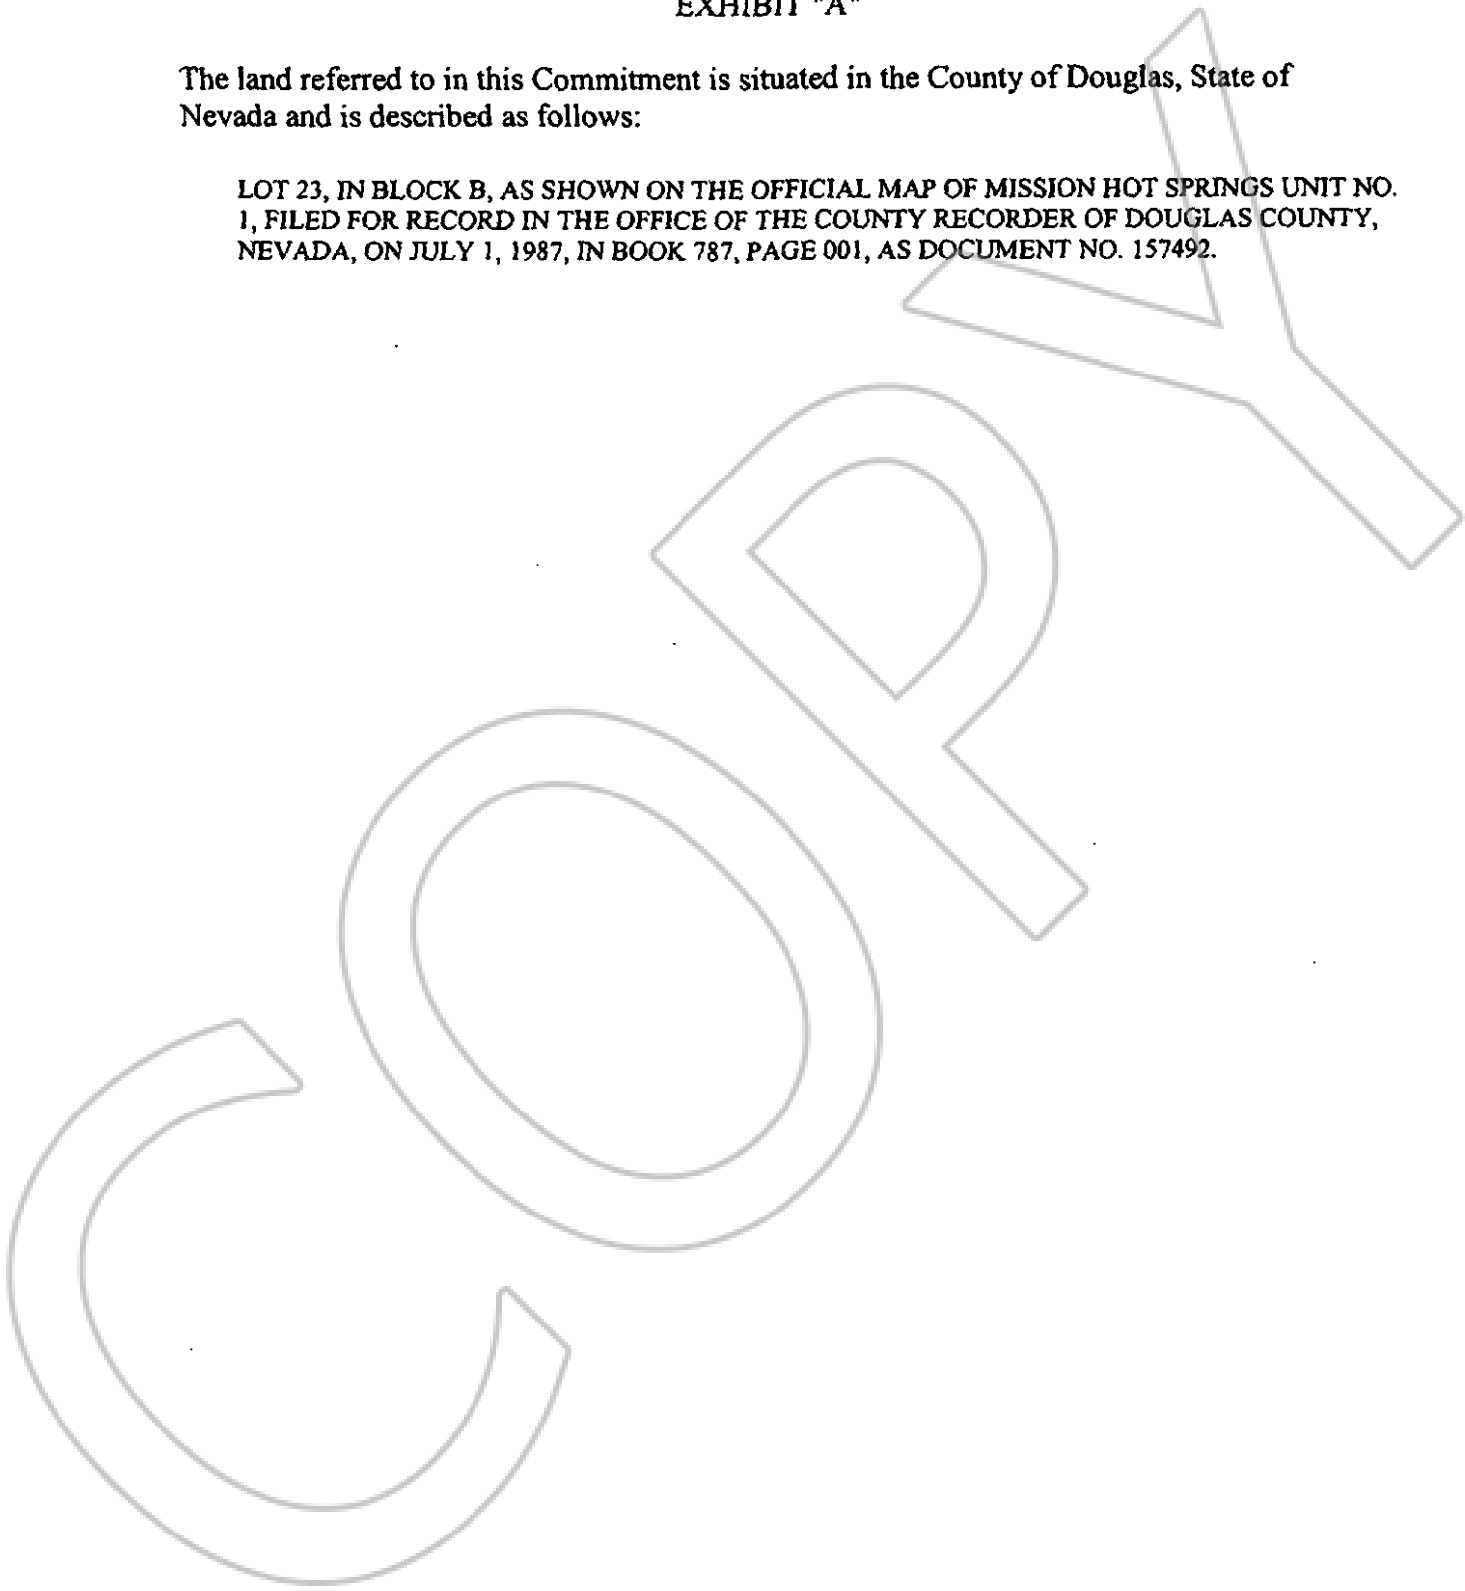 EXHIBIT "A"
The land referred to in this Commitment is situated in the County of Douglas, State of
Nevada and is described as follows:
LOT 23, IN BLOCK B, AS SHOWN ON THE OFFICIAL MAP OF MISSION HOT SPRINGS UNIT NO.
1, FILED FOR RECORD IN THE OFFICE OF THE COUNTY RECORDER OF DOUGLAS COUNTY,
NEVADA, ON JULY 1, 1987, IN BOOK 787, PAGE 001, AS DOCUMENT NO. 157492.
COPY